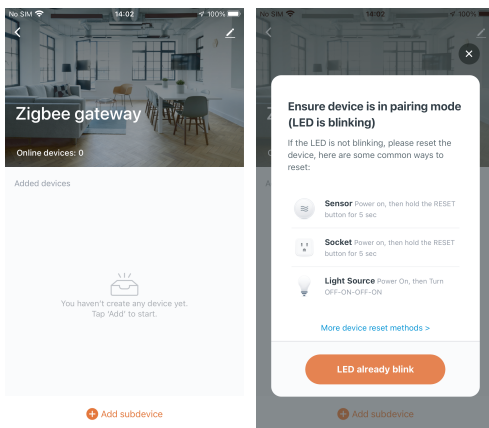 No SIM 14:02 100%
Zigbee gateway
Online devices: 0
Added devices
You haven't create any device yet.
Tap 'Add' to start.
Add subdevice
No SIM 14:02 100%
Ensure device is in pairing mode
(LED is blinking)
If the LED is not blinking, please reset the
device, here are some common ways to
reset:
Sensor Power on, then hold the RESET
button for 5 sec
Socket Power on, then hold the RESET
button for 5 sec
Light Source Power On, then Turn
OFF-ON-OFF-ON
More device reset methods >
LED already blink
Add subdevice